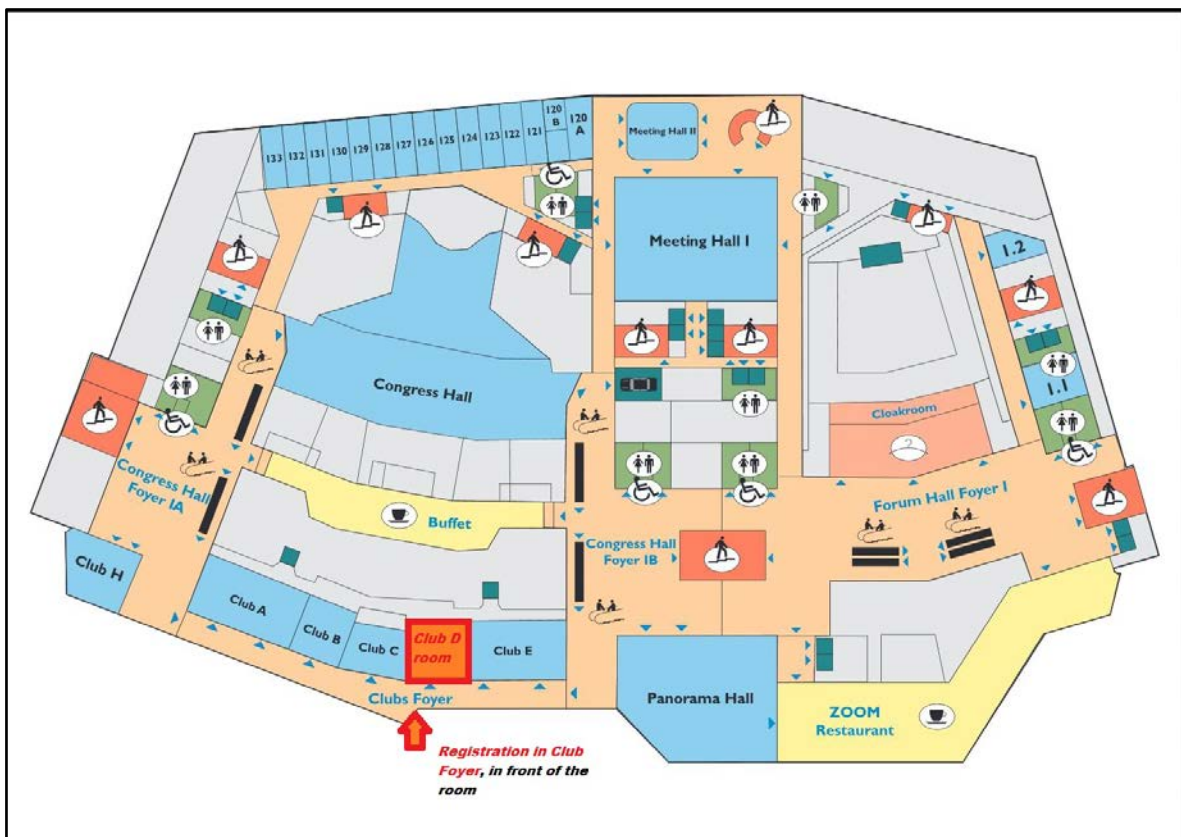 120
B
120
A
133
132
131
130
129
128
127
126
125
124
123
122
121
Meeting Hall II
Meeting Hall I
1.2
1.1
Congress Hall
Cloakroom
2
Congress Hall
Foyer IA
Buffet
Forum Hall Foyer I
Congress Hall
Foyer IB
Club H
Club A
Club B
Club C
Club D
room
Club E
Clubs Foyer
Panorama Hall
ZOOM
Restaurant
Registration in Club
Foyer, in front of the
room